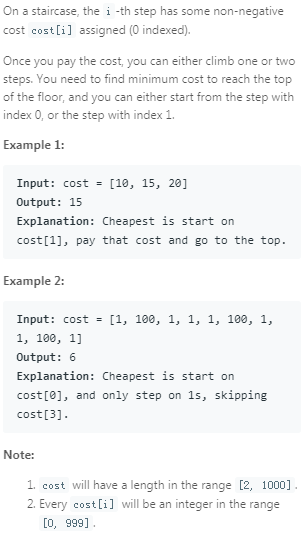 On a staircase, the i -th step has some non-negative
cost cost[i] assigned (0 indexed).
Once you pay the cost, you can either climb one or two
steps. You need to find minimum cost to reach the top
of the floor, and you can either start from the step with
index 0, or the step with index 1.
Example 1:
Input: cost = [10, 15, 20]
Output: 15
Explanation: Cheapest is start on
cost[1], pay that cost and go to the top.
Example 2:
Input: cost = [1, 100, 1, 1, 1, 100, 1,
1, 100, 1]
Output: 6
Explanation: Cheapest is start on
cost[0], and only step on 1s, skipping
cost[3].
Note:
1. cost will have a length in the range [2, 1000] .
2. Every cost[i] will be an integer in the range
[0, 999] .